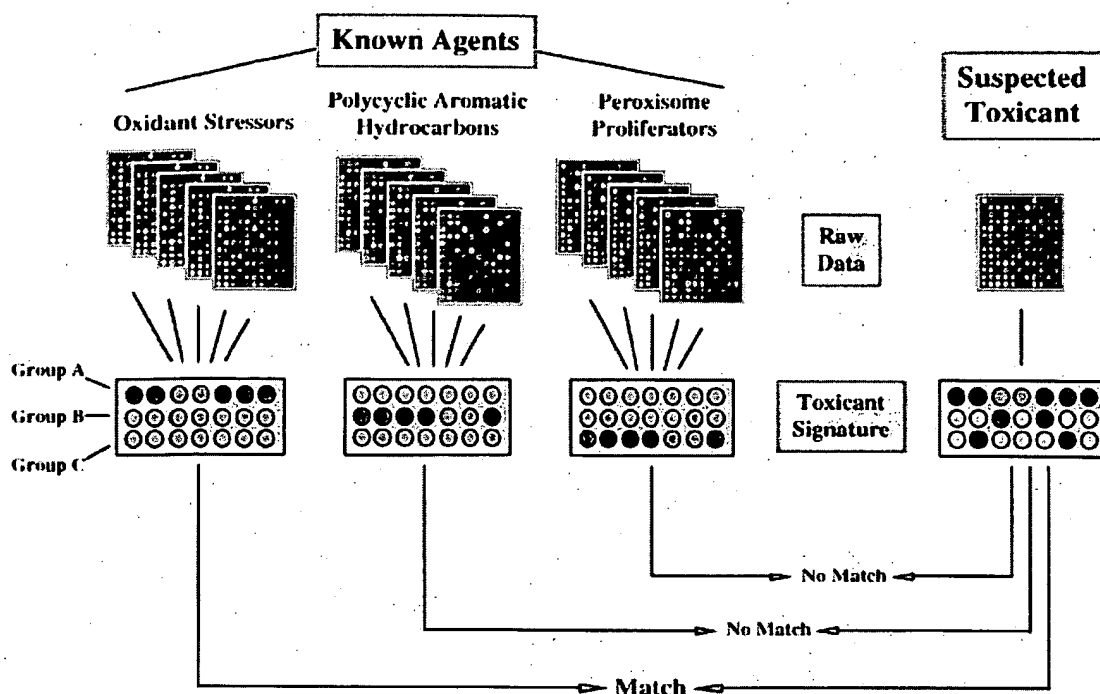 Known Agents
Suspected
Toxicant
Oxidant Stressors
Polycyclic Aromatic
Hydrocarbons
Peroxisome
Proliferators
Raw
Data
Group A
Group B
Group C
Toxicant
Signature
No Match
No Match
Match